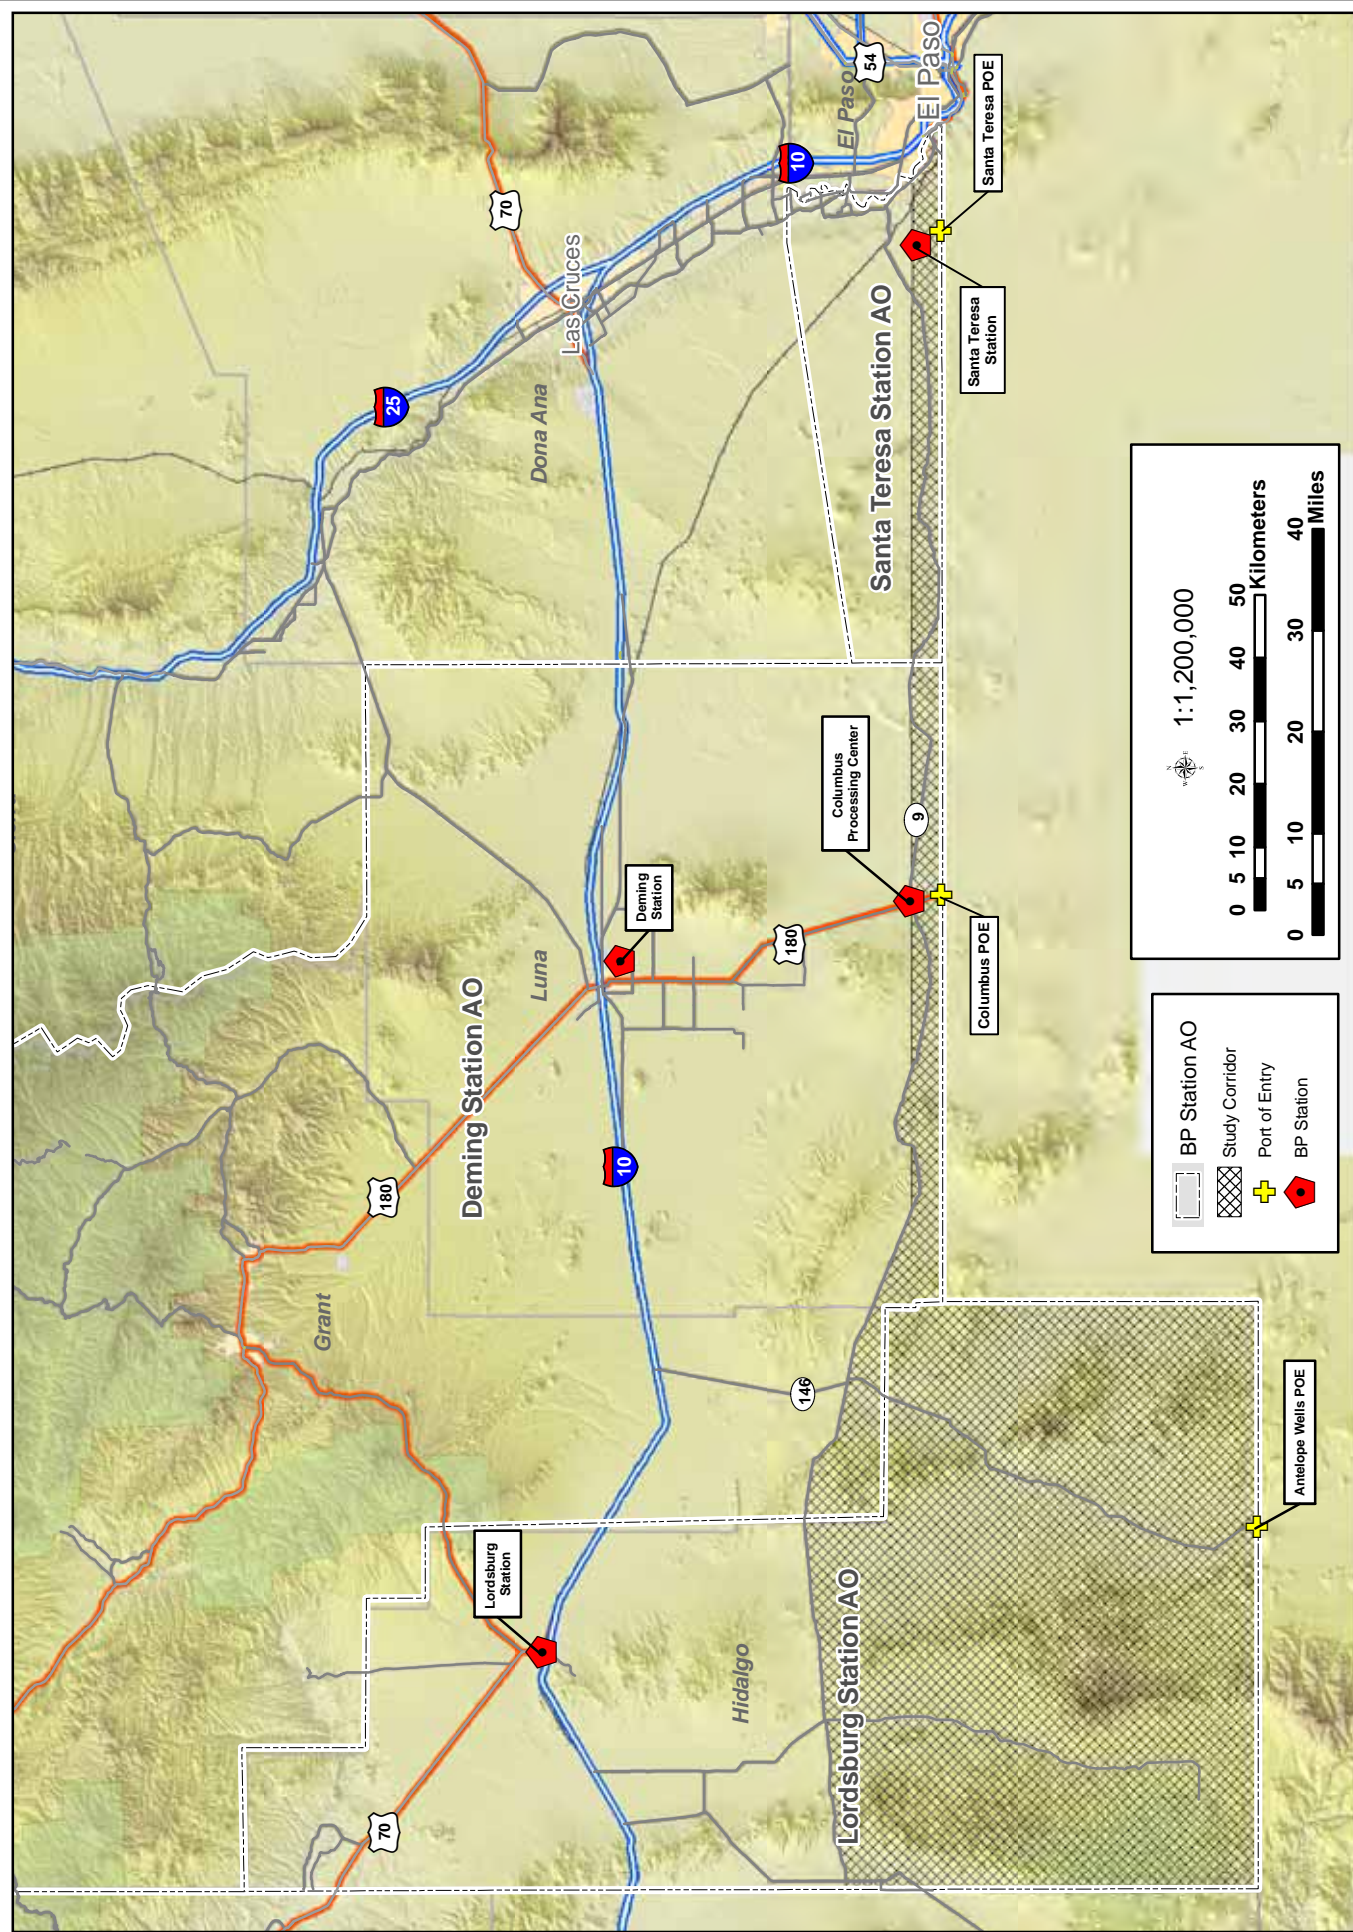 70
180
Grant
25
70
Lordsburg
Station
Deming Station AO
Luna
Dona Ana
Las Cruces
10
Deming
Station
Hidalgo
146
180
10
54
El Paso
El Paso
Lordsburg Station AO
Columbus
Processing Center
9
Santa Teresa Station AO
Santa Teresa
Station
Santa Teresa POE
Columbus POE
Antelope Wells POE
BP Station AO
Study Corridor
Port of Entry
BP Station
N
W
E
S
1:1,200,000
0 5 10 20 30 40 50
Kilometers
0 5 10 20 30 40
Miles